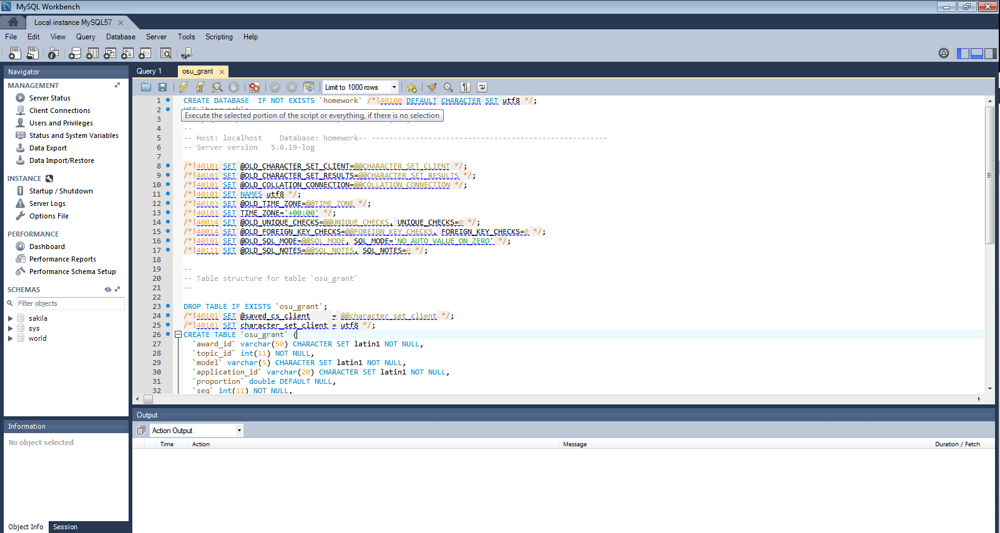 MySQL Workbench
Local instance MySQL57
File Edit View Query Database Server Tools Scripting Help
Navigator
MANAGEMENT
Server Status
Client Connections
Users and Privileges
Status and System Variables
Data Export
Data Import/Restore
INSTANCE
Startup / Shutdown
Server Logs
Options File
PERFORMANCE
Dashboard
Performance Reports
Performance Schema Setup
SCHEMAS
Filter objects
sakila
sys
world
Information
No object selected
Object Info Session
Query 1 osu_grant
Limit to 1000 rows
1 CREATE DATABASE  IF NOT EXISTS `homework` /*!40100 DEFAULT CHARACTER SET utf8 */;
2
Execute the selected portion of the script or everything, if there is no selection
3
4 --
5 -- Host: localhost    Database: homework-- ------------------------------------------------------
6 -- Server version   5.6.19-log
7
8 /*!40101 SET @OLD_CHARACTER_SET_CLIENT=@@CHARACTER_SET_CLIENT */;
9 /*!40101 SET @OLD_CHARACTER_SET_RESULTS=@@CHARACTER_SET_RESULTS */;
10 /*!40101 SET @OLD_COLLATION_CONNECTION=@@COLLATION_CONNECTION */;
11 /*!40101 SET NAMES utf8 */;
12 /*!40103 SET @OLD_TIME_ZONE=@@TIME_ZONE */;
13 /*!40103 SET TIME_ZONE='+00:00' */;
14 /*!40014 SET @OLD_UNIQUE_CHECKS=@@UNIQUE_CHECKS, UNIQUE_CHECKS=0 */;
15 /*!40014 SET @OLD_FOREIGN_KEY_CHECKS=@@FOREIGN_KEY_CHECKS, FOREIGN_KEY_CHECKS=0 */;
16 /*!40101 SET @OLD_SQL_MODE=@@SQL_MODE, SQL_MODE='NO_AUTO_VALUE_ON_ZERO' */;
17 /*!40111 SET @OLD_SQL_NOTES=@@SQL_NOTES, SQL_NOTES=0 */;
18
19 --
20 -- Table structure for table `osu_grant`
21 --
22
23 DROP TABLE IF EXISTS `osu_grant`;
24 /*!40101 SET @saved_cs_client     = @@character_set_client */;
25 /*!40101 SET character_set_client = utf8 */;
26 CREATE TABLE `osu_grant` (
27 `award_id` varchar(50) CHARACTER SET latin1 NOT NULL,
28 `topic_id` int(11) NOT NULL,
29 `model` varchar(5) CHARACTER SET latin1 NOT NULL,
30 `application_id` varchar(20) CHARACTER SET latin1 NOT NULL,
31 `proportion` double DEFAULT NULL,
32 `seq` int(11) NOT NULL,
Output
Action Output
Time Action Message Duration / Fetch